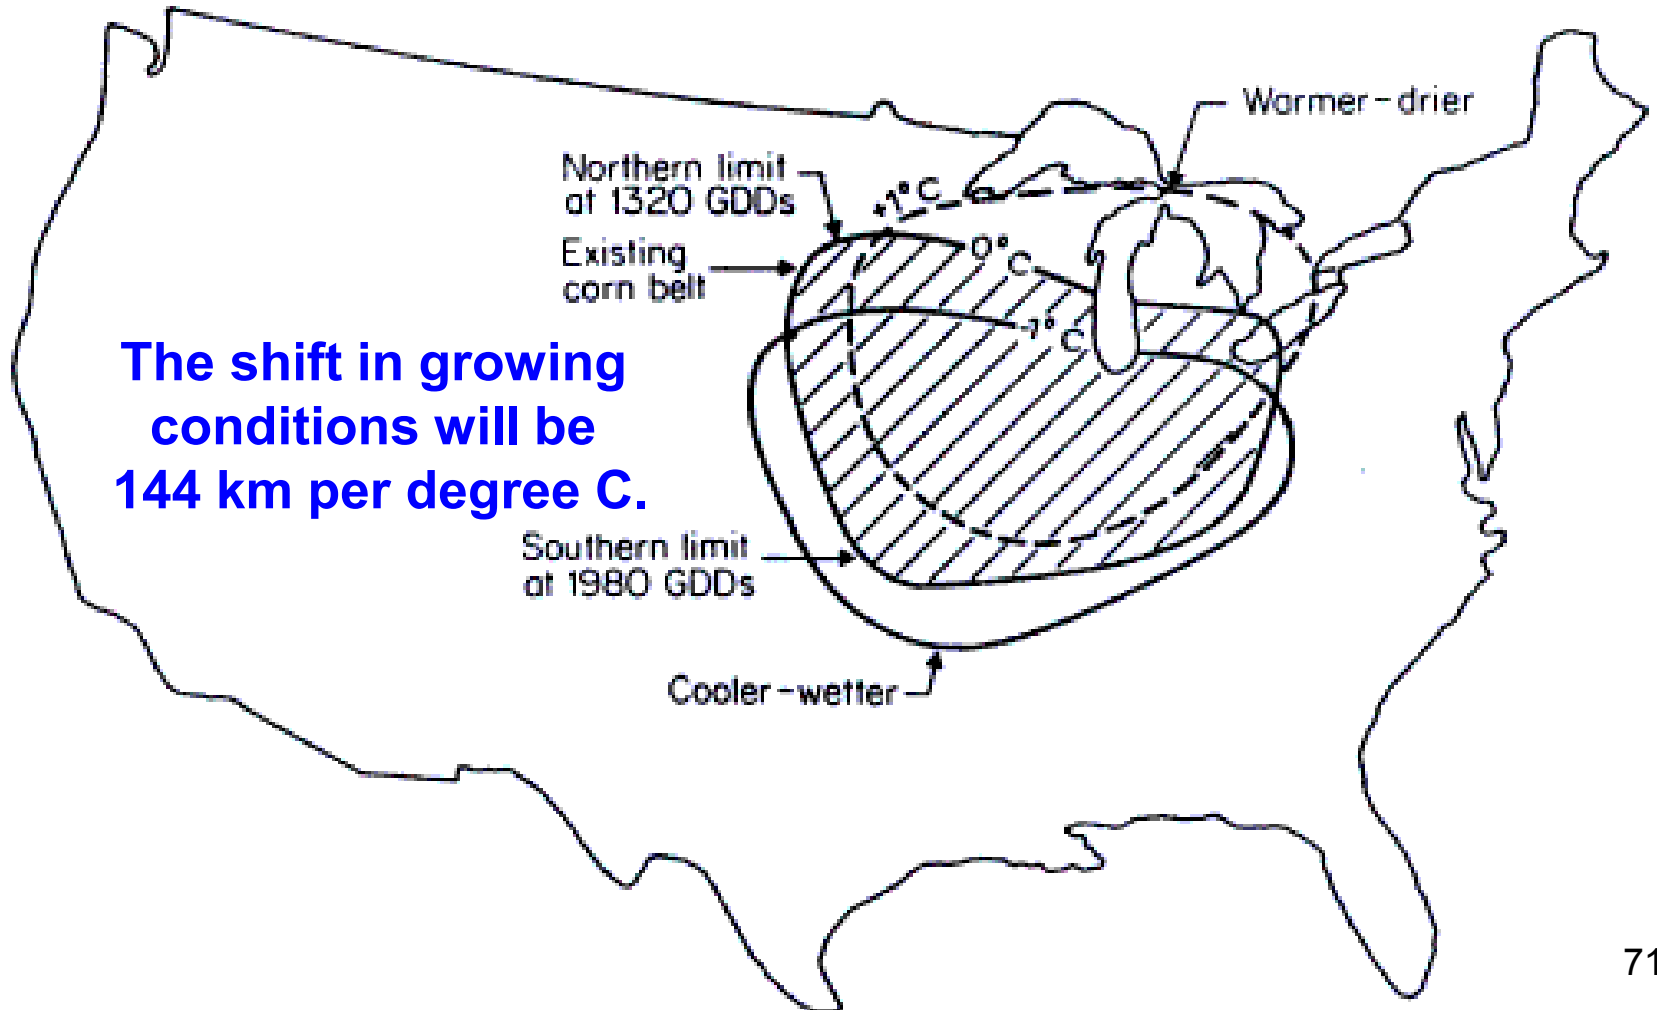 Warmer-drier
Northern limit
at 1320 GDDs
+1°C
Existing
corn belt
0°C
-1°C
The shift in growing
conditions will be
144 km per degree C.
Southern limit
at 1980 GDDs
Cooler-wetter
71